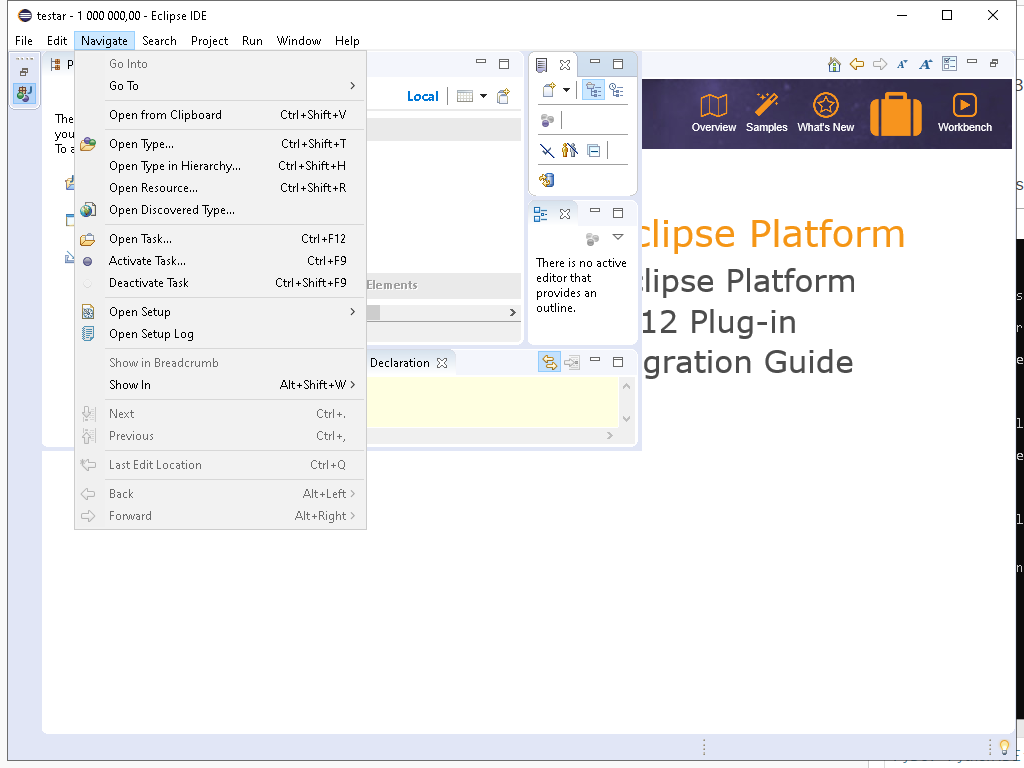 testar - 1 000 000,00 - Eclipse IDE
File Edit Navigate Search Project Run Window Help
Go Into
Go To
Open from Clipboard Ctrl+Shift+V
Open Type... Ctrl+Shift+T
Open Type in Hierarchy... Ctrl+Shift+H
Open Resource... Ctrl+Shift+R
Open Discovered Type...
Open Task... Ctrl+F12
Activate Task... Ctrl+F9
Deactivate Task Ctrl+Shift+F9
Open Setup
Open Setup Log
Show in Breadcrumb
Show In Alt+Shift+W
Next Ctrl+.
Previous Ctrl+,
Last Edit Location Ctrl+Q
Back Alt+Left
Forward Alt+Right
Local
Elements
Declaration
There is no active
editor that
provides an
outline.
Overview Samples What's New Workbench
clipse Platform
clipse Platform
12 Plug-in
gration Guide